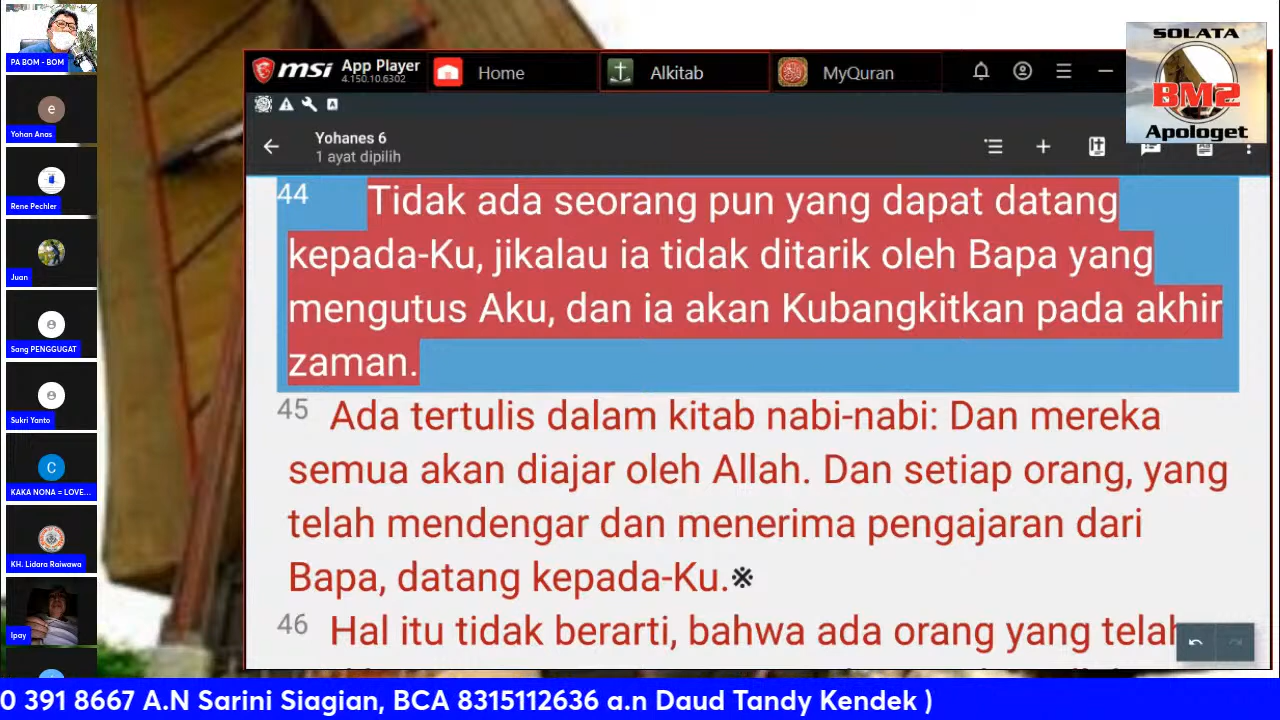 PA BOM - BOM
Yohan Anas
Rene Pechler
Juan
Sang PENGGUGAT
Sukri Yanto
C
KAKA NONA = LOVE...
KH. Lidara Raiwawa
Ipay
e
msi App Player
4.150.10.6302
Home
Alkitab
MyQuran
SOLATA
BM2
Apologet
Yohanes 6
1 ayat dipilih
44 Tidak ada seorang pun yang dapat datang
kepada-Ku, jikalau ia tidak ditarik oleh Bapa yang
mengutus Aku, dan ia akan Kubangkitkan pada akhir
zaman.
45 Ada tertulis dalam kitab nabi-nabi: Dan mereka
semua akan diajar oleh Allah. Dan setiap orang, yang
telah mendengar dan menerima pengajaran dari
Bapa, datang kepada-Ku.※
46 Hal itu tidak berarti, bahwa ada orang yang telah
0 391 8667 A.N Sarini Siagian, BCA 8315112636 a.n Daud Tandy Kendek )